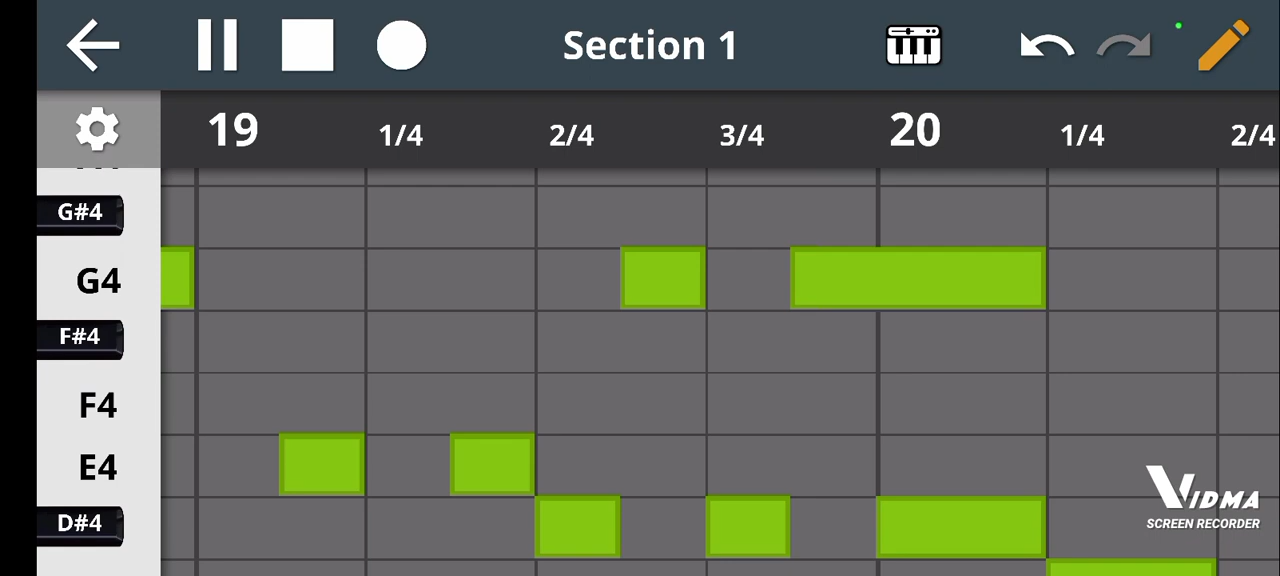 Section 1
19 1/4 2/4 3/4 20 1/4 2/4
G#4
G4
F#4
F4
E4
D#4
VIDMA
SCREEN RECORDER